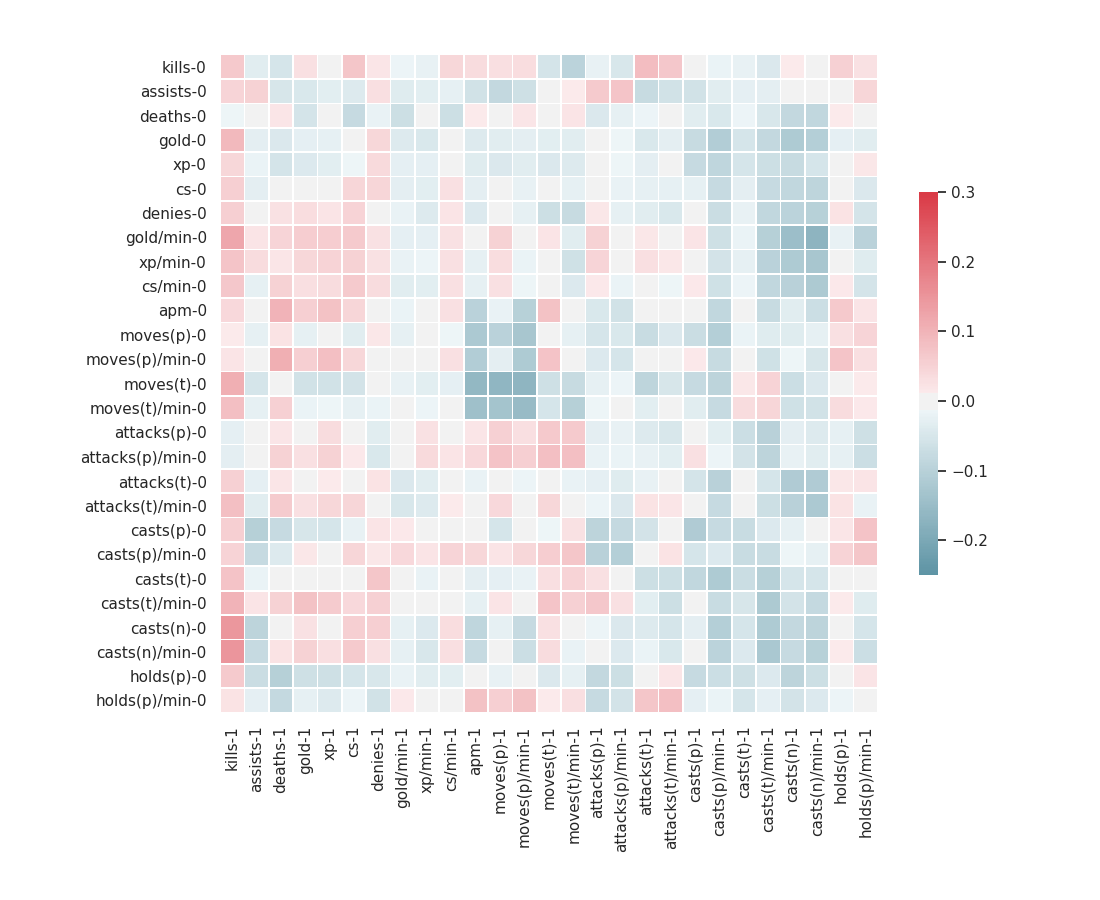 kills-0
assists-0
deaths-0
gold-0
xp-0
cs-0
denies-0
gold/min-0
xp/min-0
cs/min-0
apm-0
moves(p)-0
moves(p)/min-0
moves(t)-0
moves(t)/min-0
attacks(p)-0
attacks(p)/min-0
attacks(t)-0
attacks(t)/min-0
casts(p)-0
casts(p)/min-0
casts(t)-0
casts(t)/min-0
casts(n)-0
casts(n)/min-0
holds(p)-0
holds(p)/min-0
kills-1
assists-1
deaths-1
gold-1
xp-1
cs-1
denies-1
gold/min-1
xp/min-1
cs/min-1
apm-1
moves(p)-1
moves(p)/min-1
moves(t)-1
moves(t)/min-1
attacks(p)-1
attacks(p)/min-1
attacks(t)-1
attacks(t)/min-1
casts(p)-1
casts(p)/min-1
casts(t)-1
casts(t)/min-1
casts(n)-1
casts(n)/min-1
holds(p)-1
holds(p)/min-1
0.3
0.2
0.1
0.0
−0.1
−0.2